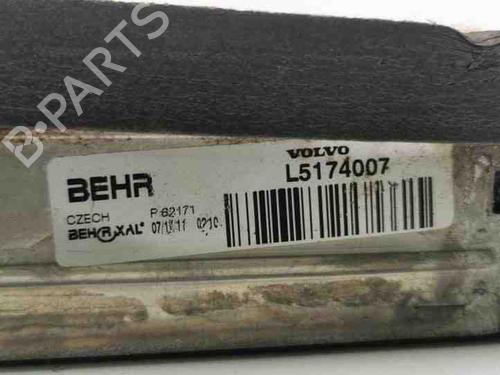 B-PARTS
VOLVO
L5174007
BEHR
CZECH P 62171
BEHR XAL